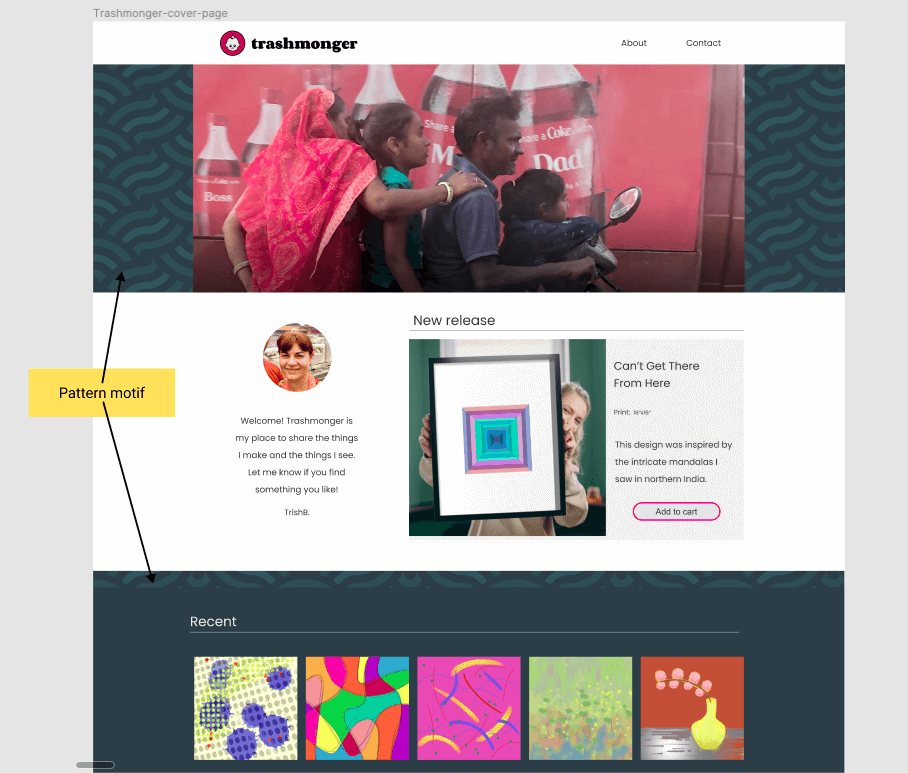 Trashmonger-cover-page
trashmonger
About
Contact
Share a
Share a Coke
M
Dad
Boss
New release
Can't Get There
From Here
Print:
Pattern motif
Welcome! Trashmonger is
my place to share the things
I make and the things I see.
Let me know if you find
something you like!
TrishB.
This design was inspired by
the intricate mandalas I
saw in northern India.
Add to cart
Recent